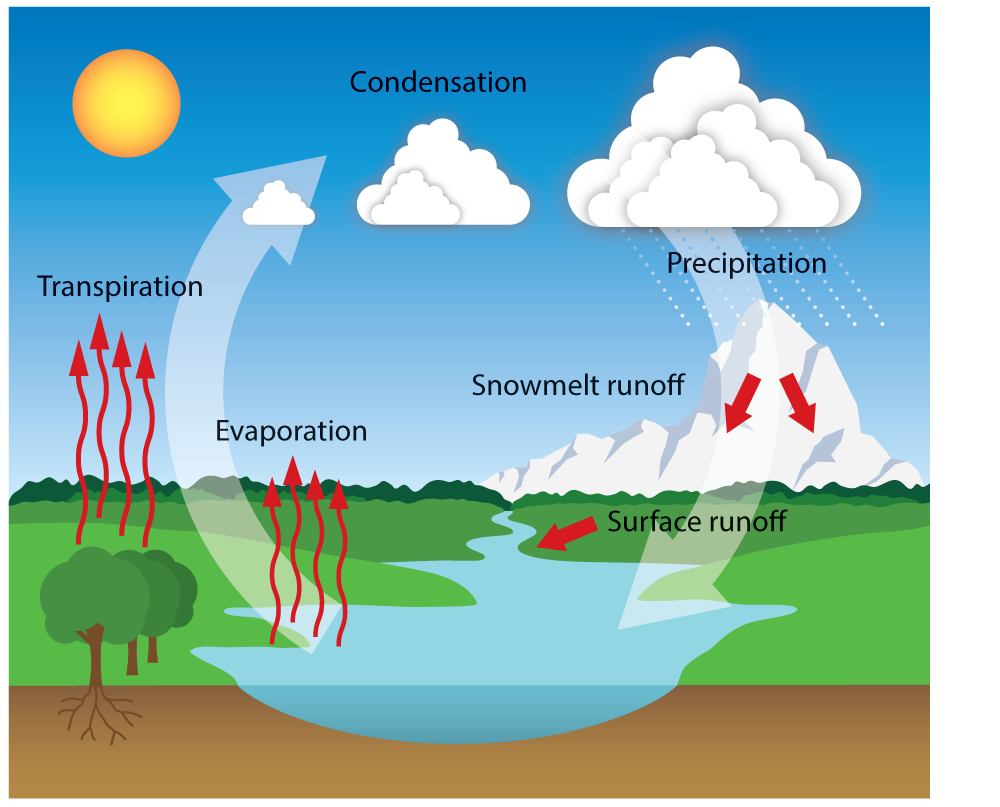 Condensation
Precipitation
Transpiration
Snowmelt runoff
Evaporation
Surface runoff